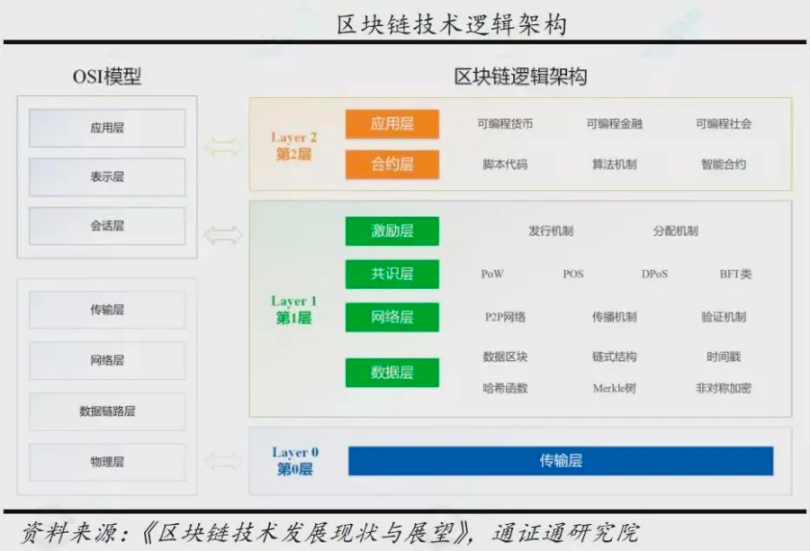 区块链技术逻辑架构
OSI模型
区块链逻辑架构
应用层
表示层
会话层
传输层
网络层
数据链路层
物理层
Layer 2
第2层
应用层 可编程货币 可编程金融 可编程社会
合约层 脚本代码 算法机制 智能合约
Layer 1
第1层
激励层 发行机制 分配机制
共识层 PoW POS DPoS BFT类
网络层 P2P网络 传播机制 验证机制
数据层
数据区块 链式结构 时间戳
哈希函数 Merkle树 非对称加密
Layer 0
第0层
传输层
资料来源：《区块链技术发展现状与展望》，通证通研究院